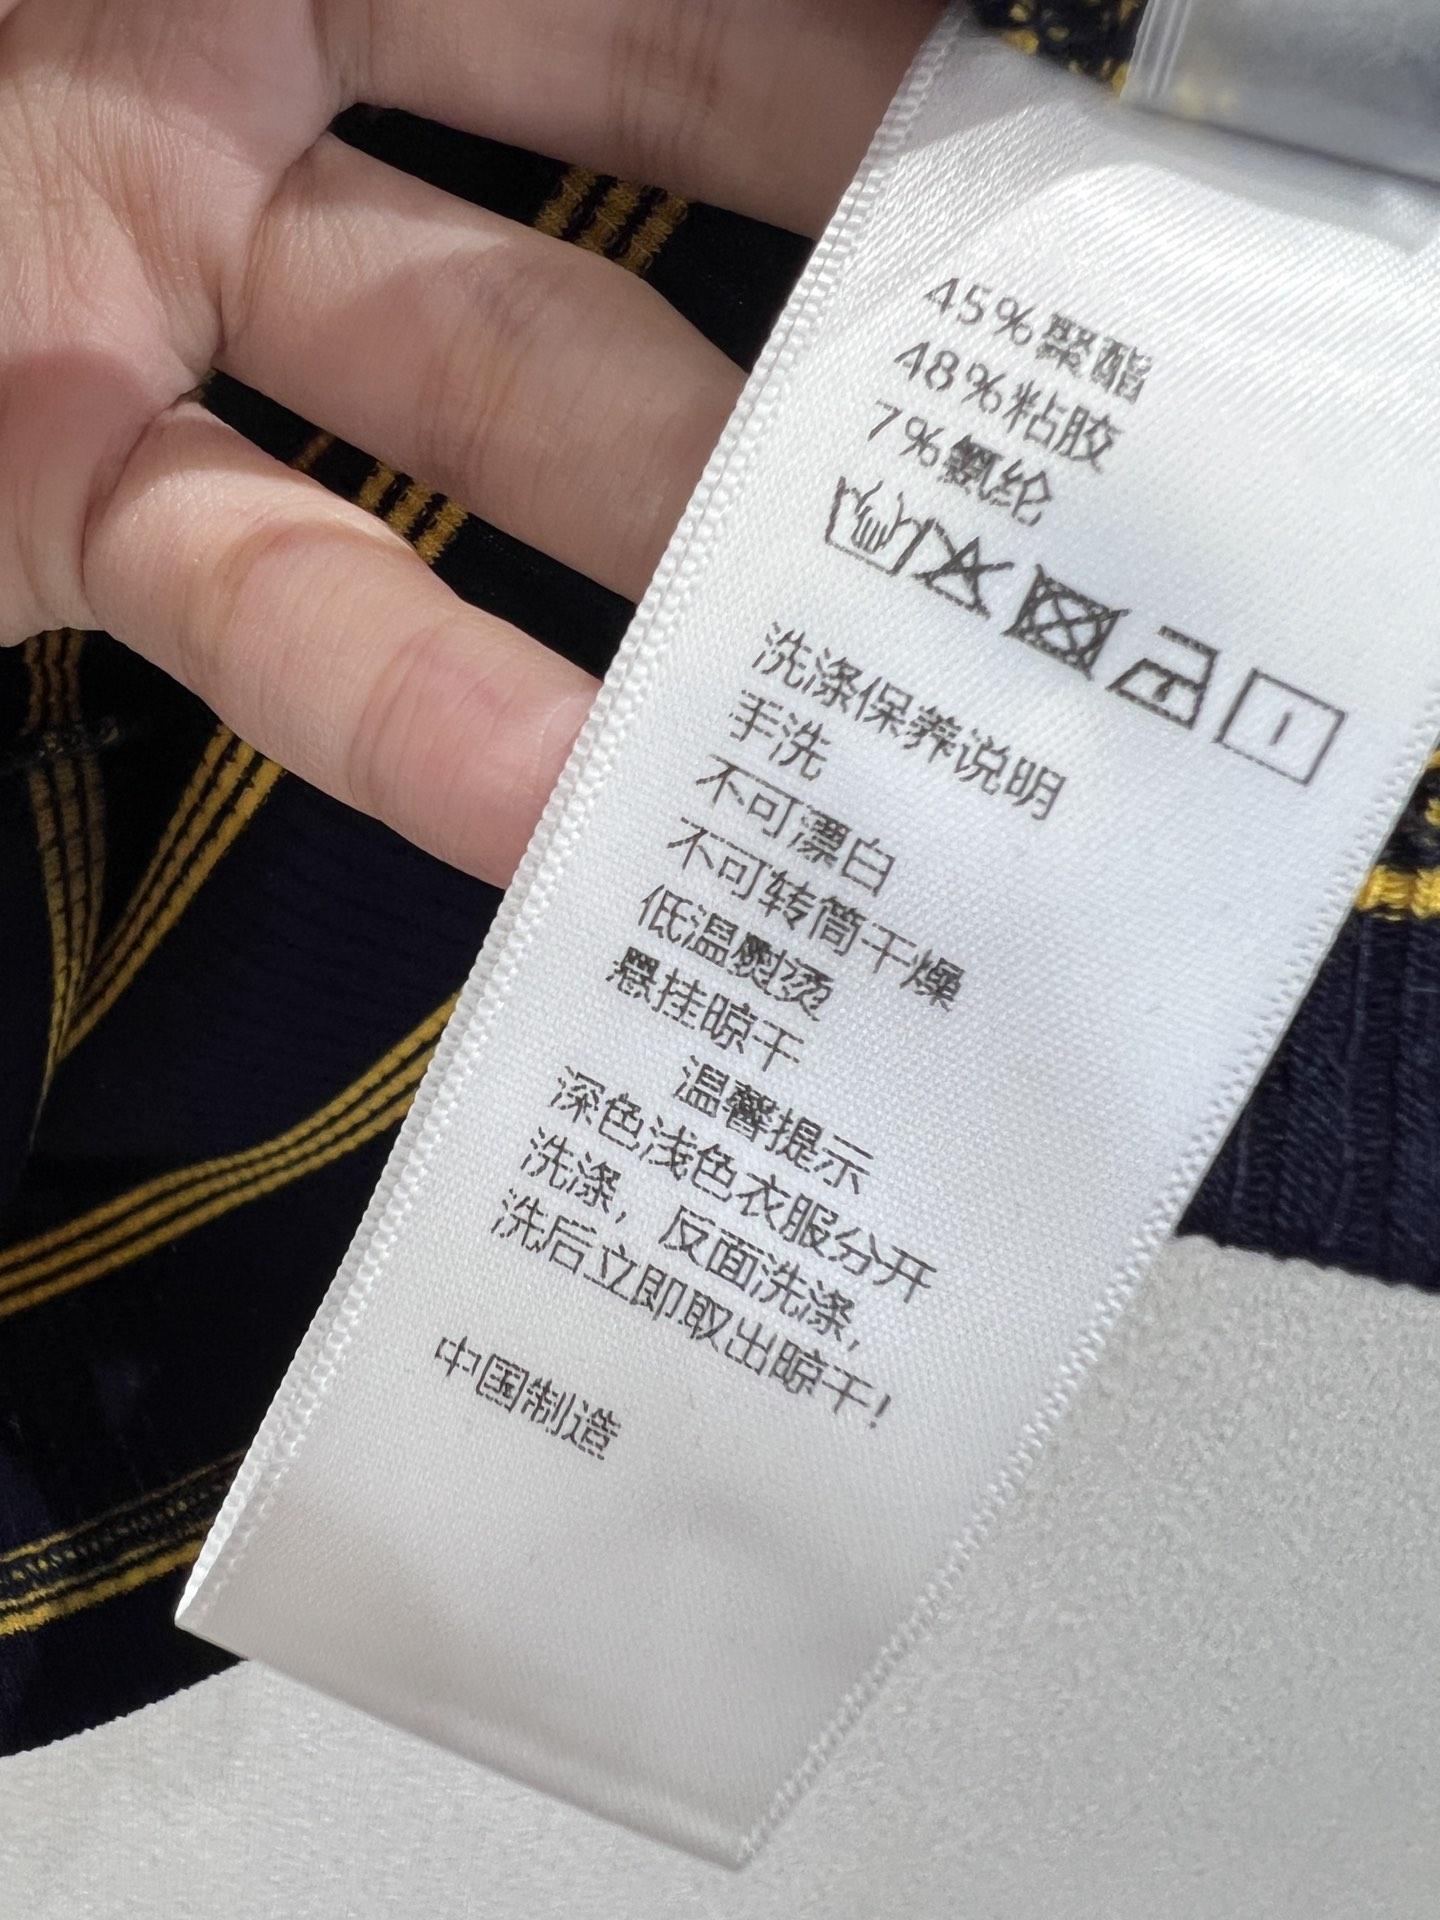 45%聚酯
48%粘胶
7%氨纶
洗涤保养说明
手洗
不可漂白
不可转筒干燥
低温熨烫
悬挂晾干
温馨提示
深色浅色衣服分开
洗涤，反面洗涤，
洗后立即取出晾干!
中国制造